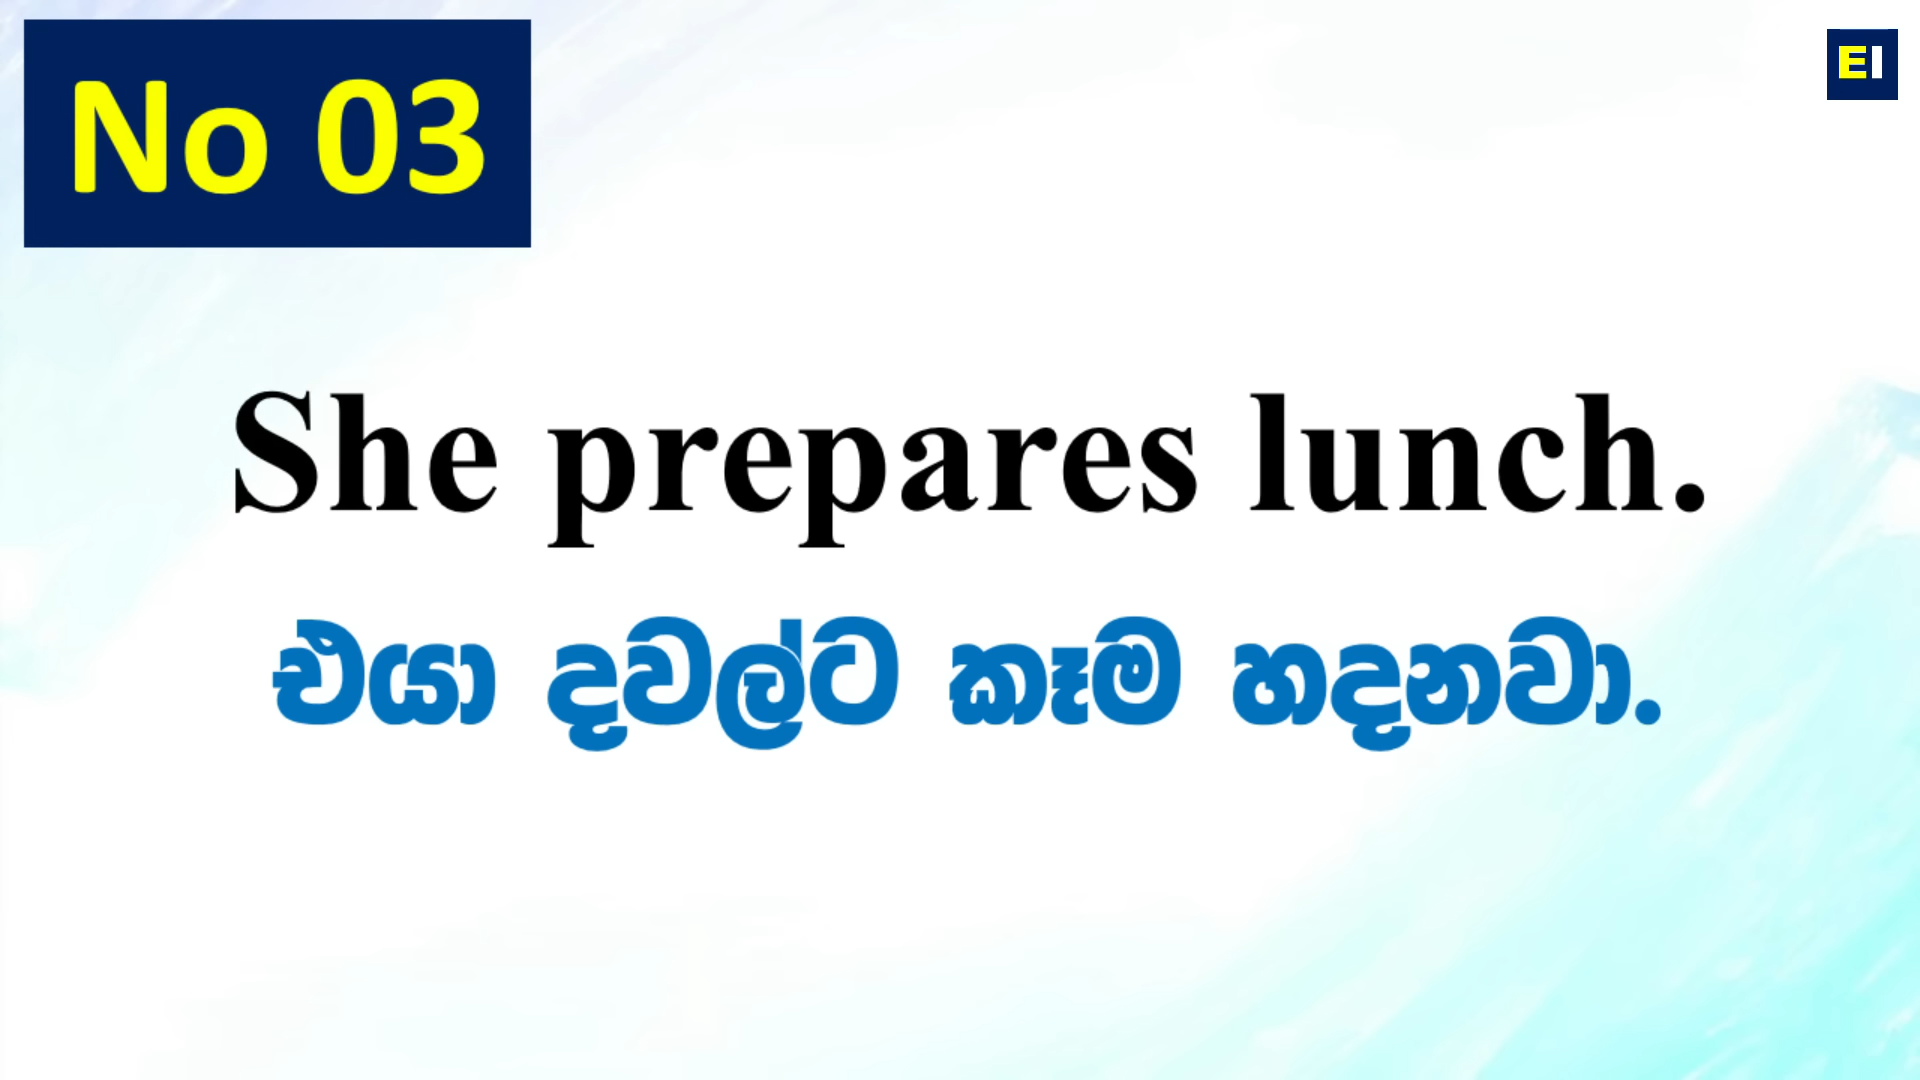 No 03
EI
She prepares lunch.
එයා දවල්ට කෑම හදනවා.